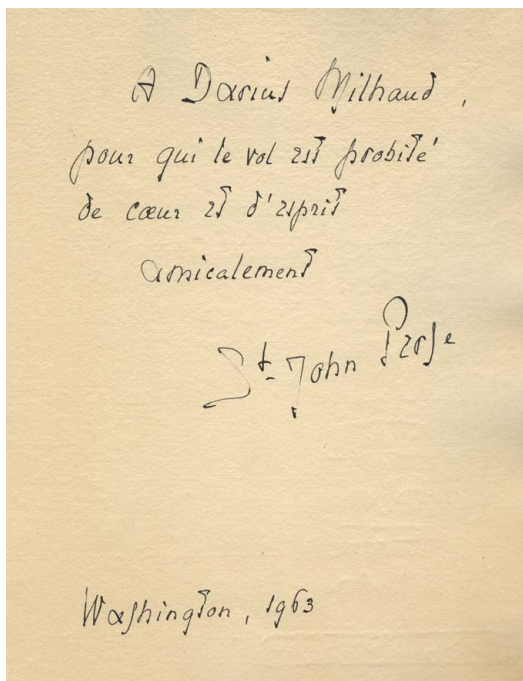 A Darius Milhaud,
pour qui le vol est probité
de cœur et d'esprit
amicalement
St-John Perse
Washington, 1963